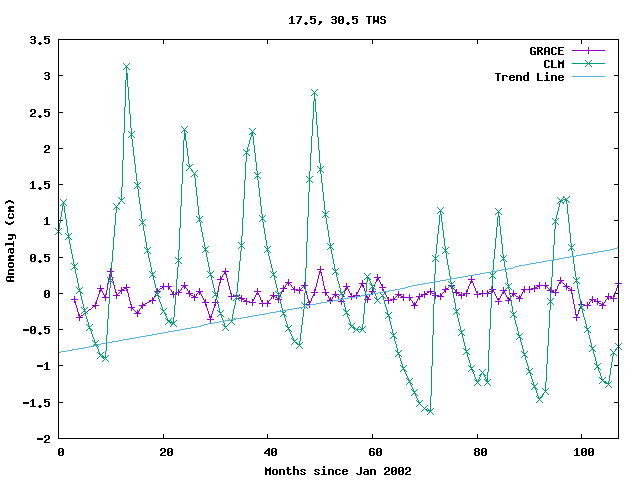 17.5, 30.5 TWS
GRACE
CLM
Trend Line
3.5
3
2.5
2
1.5
1
0.5
0
-0.5
-1
-1.5
-2
Anomaly (cm)
0 20 40 60 80 100
Months since Jan 2002